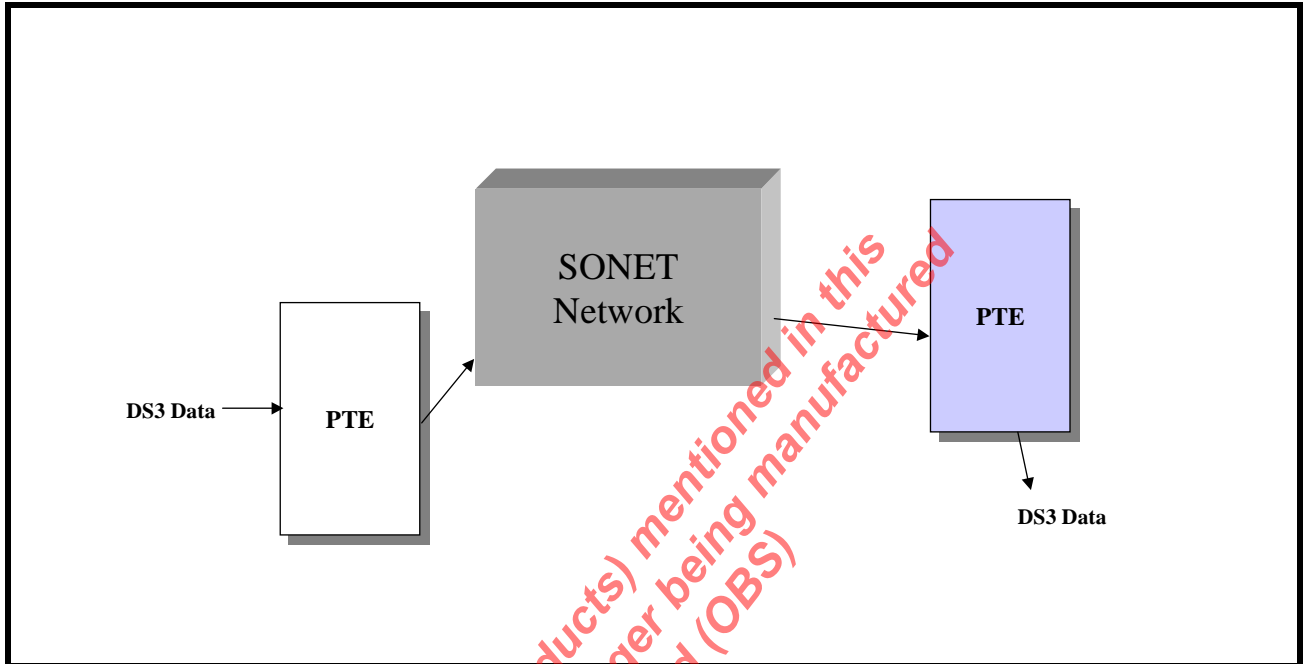 SONET
Network
PTE
DS3 Data
PTE
DS3 Data
ducts) mentioned in this
ger being manufactured
d (OBS)